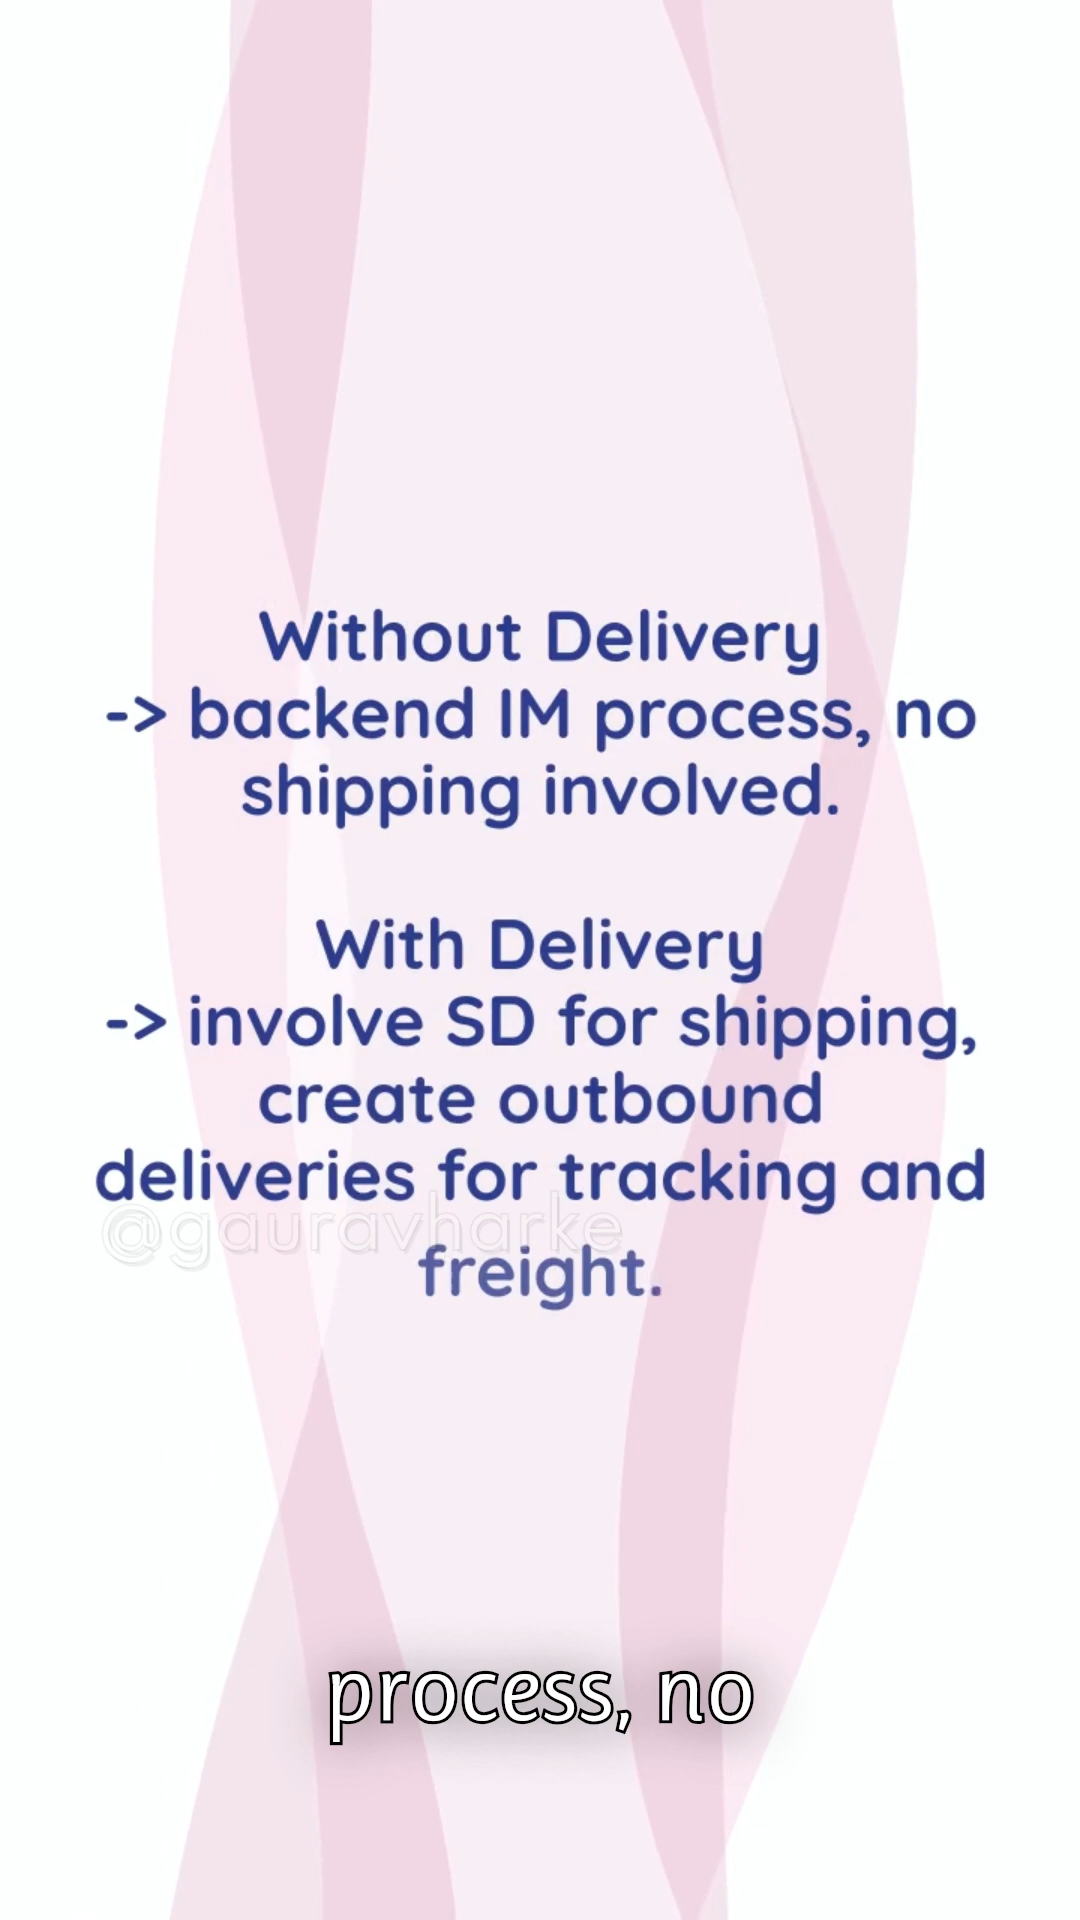 Without Delivery
-> backend IM process, no
shipping involved.
With Delivery
-> involve SD for shipping,
create outbound
deliveries for tracking and
@gauravharke
freight.
process, no